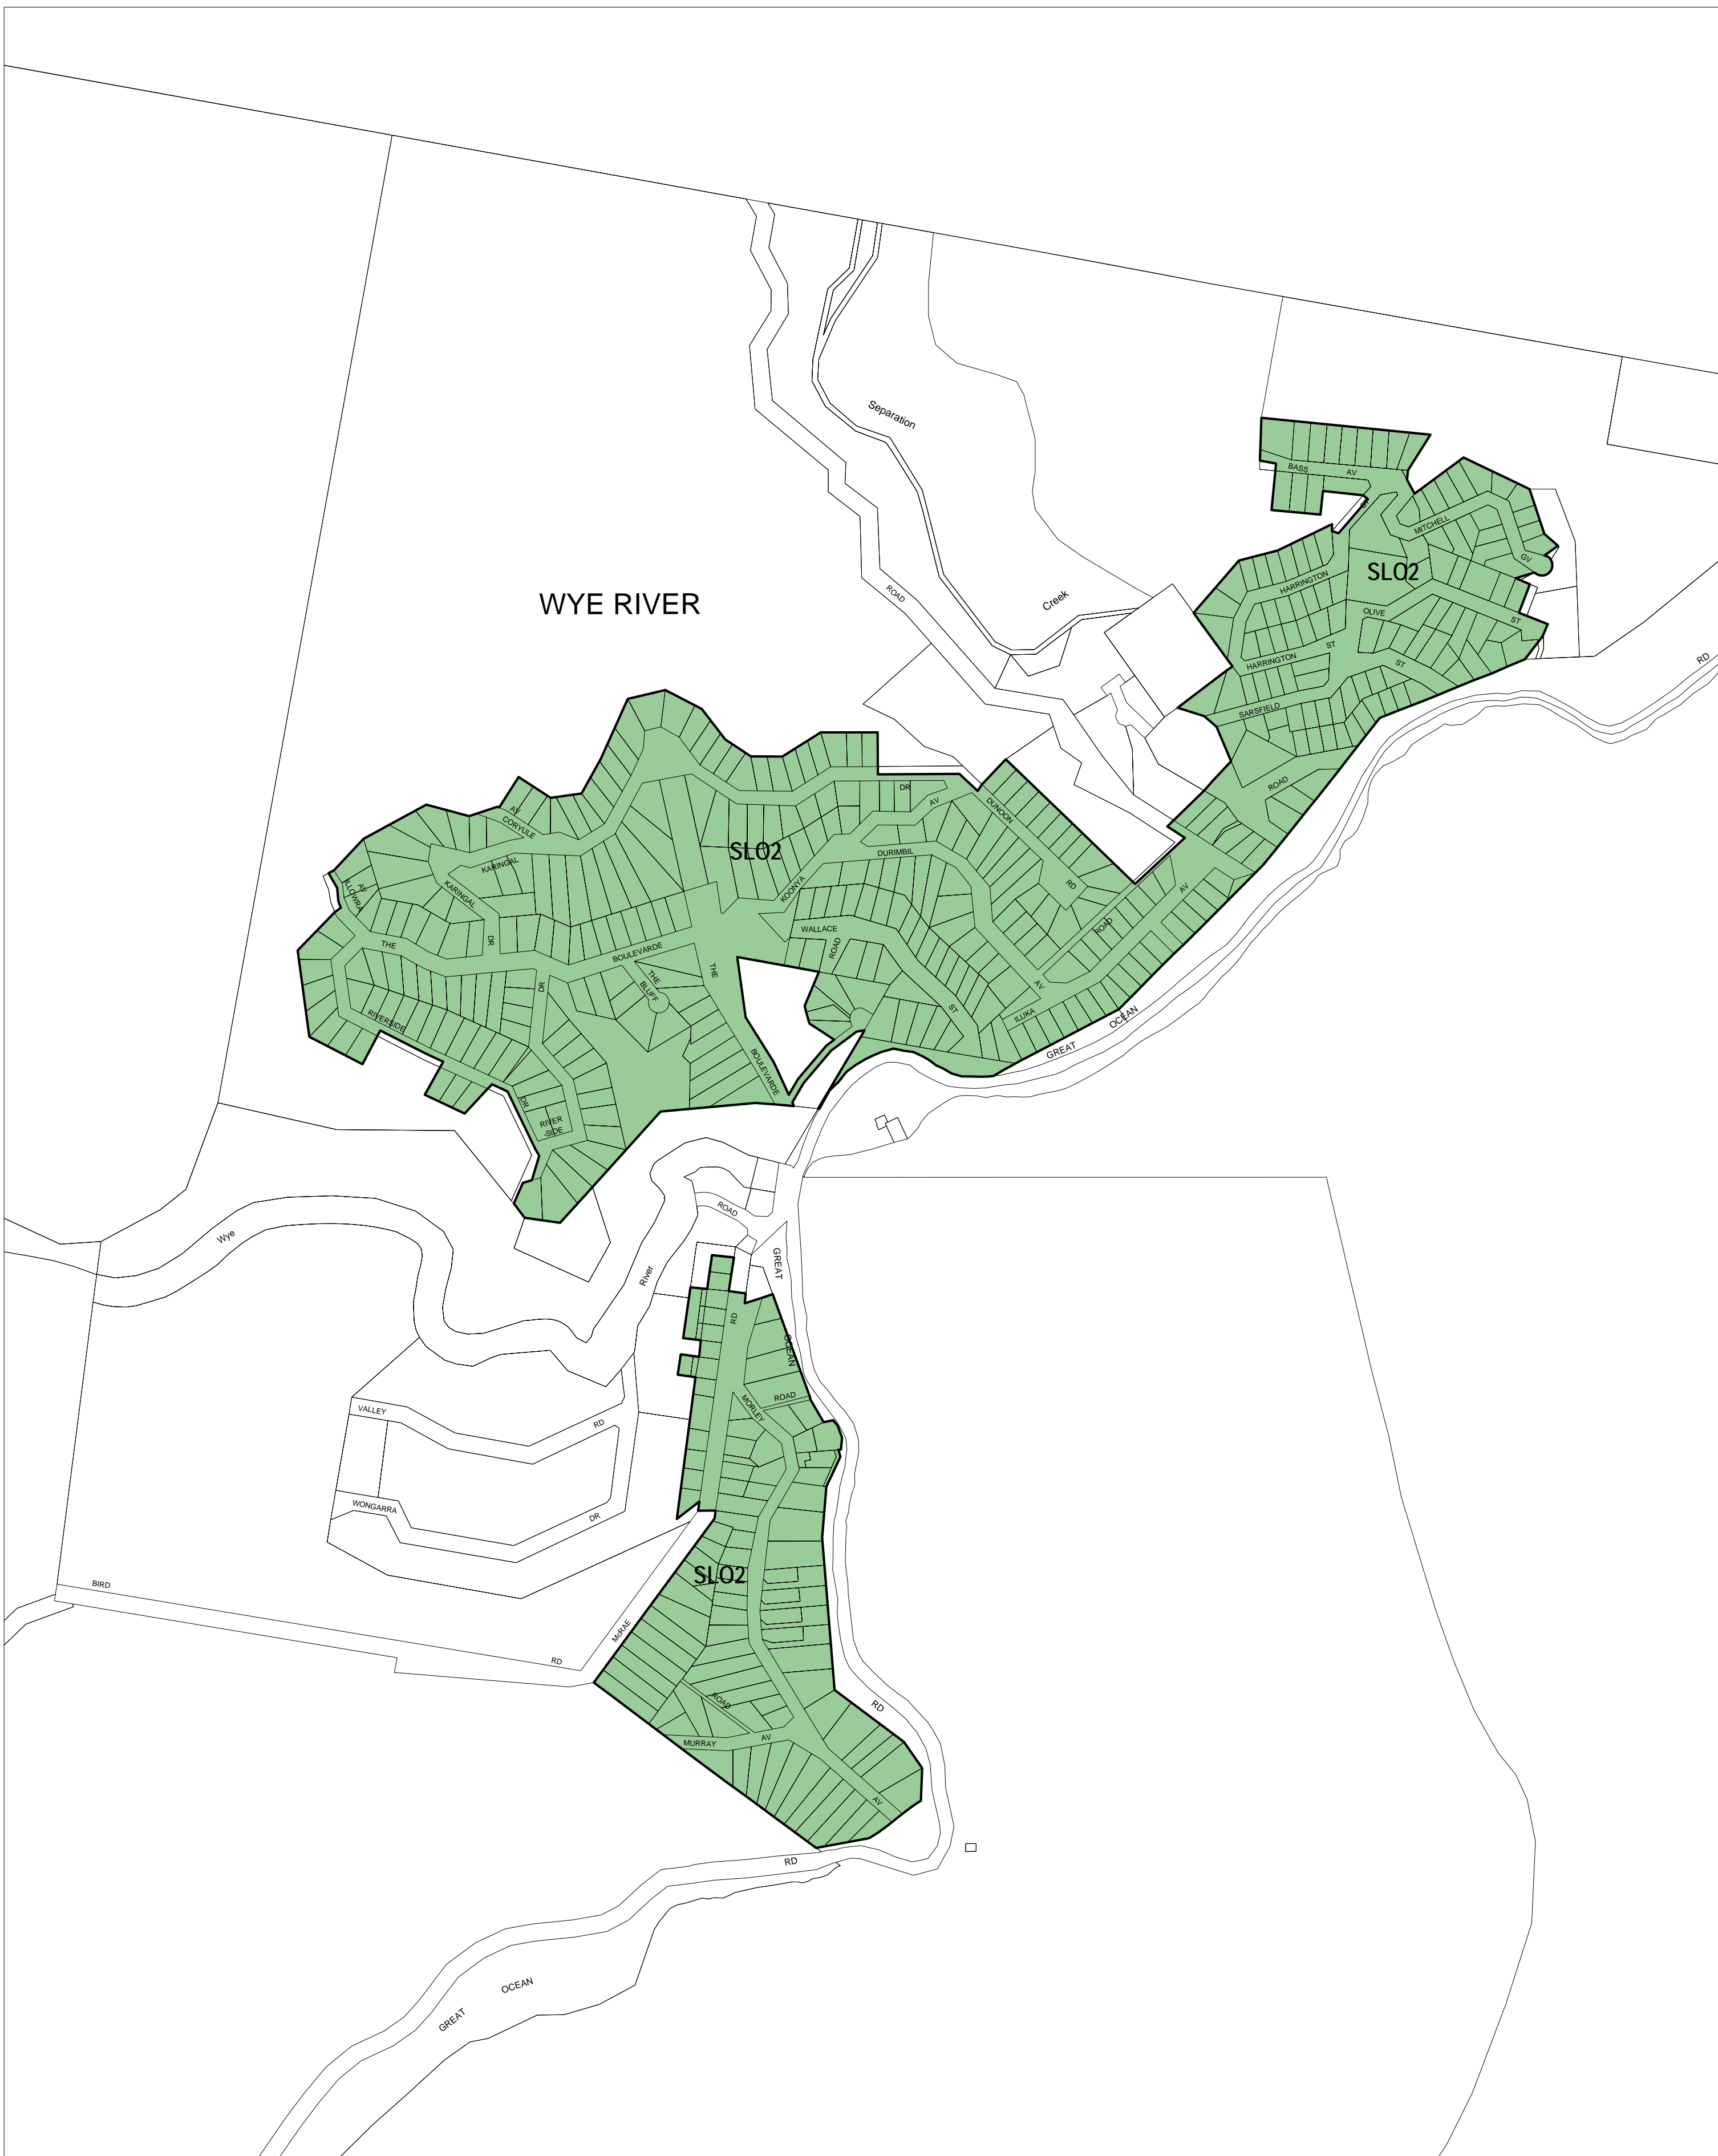 Separation
BASS AV
MITCHELL
GV
SLO2
HARRINGTON
OLIVE
ST
ROAD
Creek
WYE RIVER
ST
HARRINGTON
ST
RD
SARSFIELD
ROAD
DR
AV
DUNOON
AV
CORYULE
SLO2
DURIMBIL
KARINGAL
KARINGAL
AV
KOONYA
RD
AV
WALLACE
ROAD
ROAD
DR
THE
BOULEVARDE
THE
THE
BLUFF
DR
AV
ST
ILUKA
OCEAN
GREAT
RIVERSIDE
BOULEVARDE
DR
RIVER
-SIDE
ROAD
Wye
River
GREAT
RD
OCEAN
ROAD
MORLEY
VALLEY
RD
WONGARRA
DR
SLO2
BIRD
McRAE
RD
ROAD
RD
MURRAY
AV
AV
RD
OCEAN
GREAT